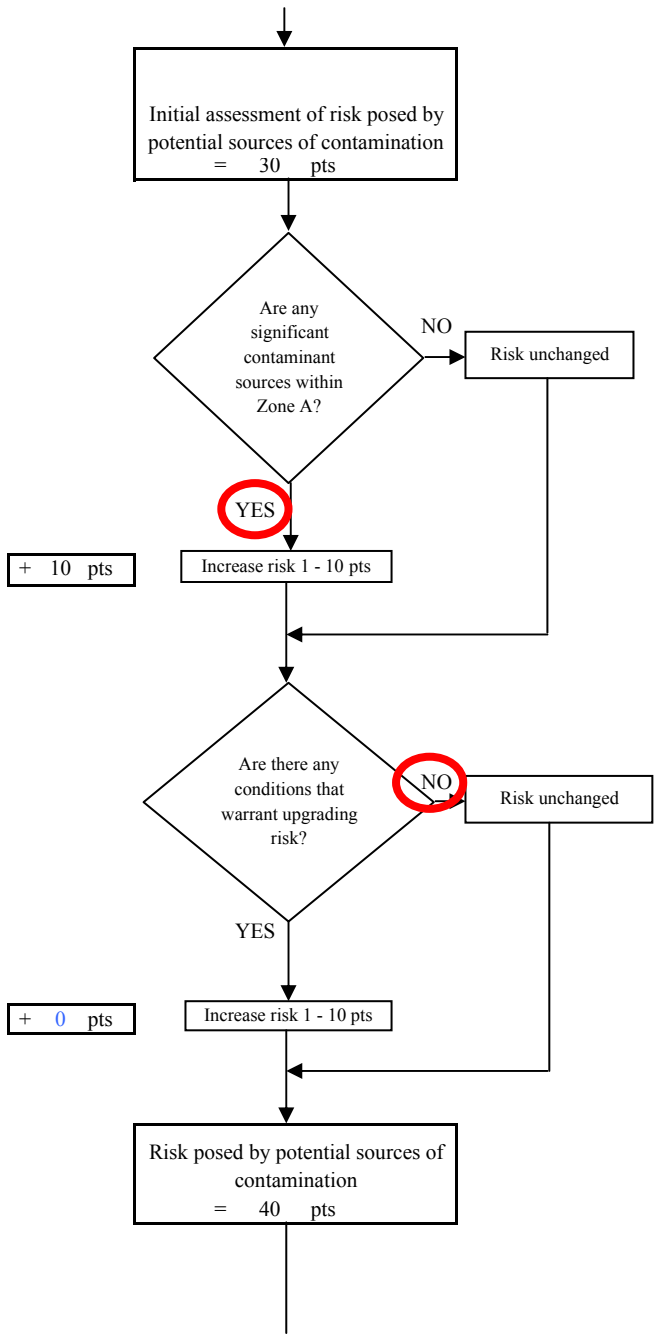 Initial assessment of risk posed by
potential sources of contamination
= 30 pts
Are any
significant
contaminant
sources within
Zone A?
NO
Risk unchanged
YES
+ 10 pts
Increase risk 1 - 10 pts
Are there any
conditions that
warrant upgrading
risk?
NO
Risk unchanged
YES
+ 0 pts
Increase risk 1 - 10 pts
Risk posed by potential sources of
contamination
= 40 pts